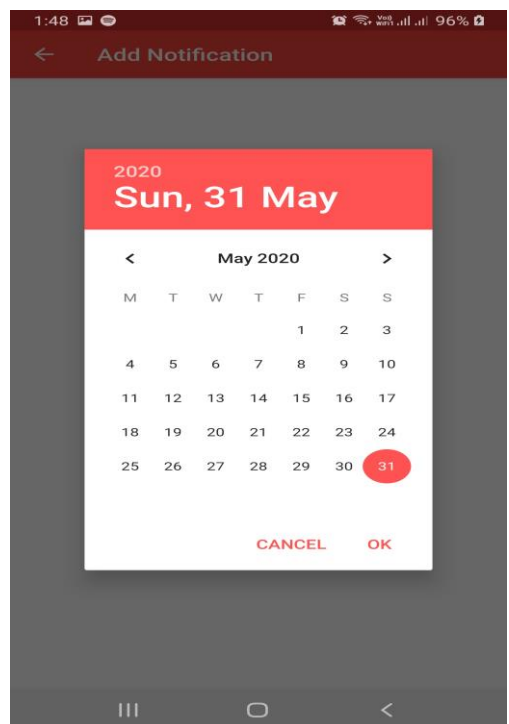 1:48 Vo)) WiFi 96%
Add Notification
2020
Sun, 31 May
May 2020
M T W T F S S
1 2 3
4 5 6 7 8 9 10
11 12 13 14 15 16 17
18 19 20 21 22 23 24
25 26 27 28 29 30 31
CANCEL OK